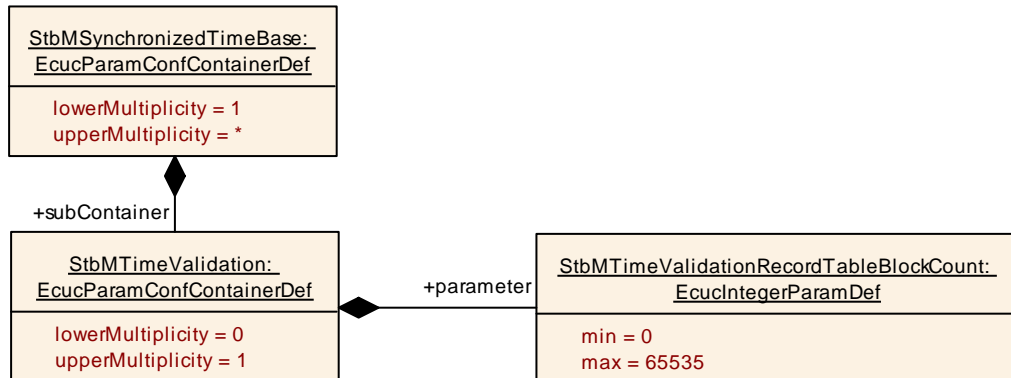 StbMSynchronizedTimeBase:
EcucParamConfContainerDef
lowerMultiplicity = 1
upperMultiplicity = *
+subContainer
StbMTimeValidation:
EcucParamConfContainerDef
lowerMultiplicity = 0
upperMultiplicity = 1
+parameter
StbMTimeValidationRecordTableBlockCount:
EcucIntegerParamDef
min = 0
max = 65535